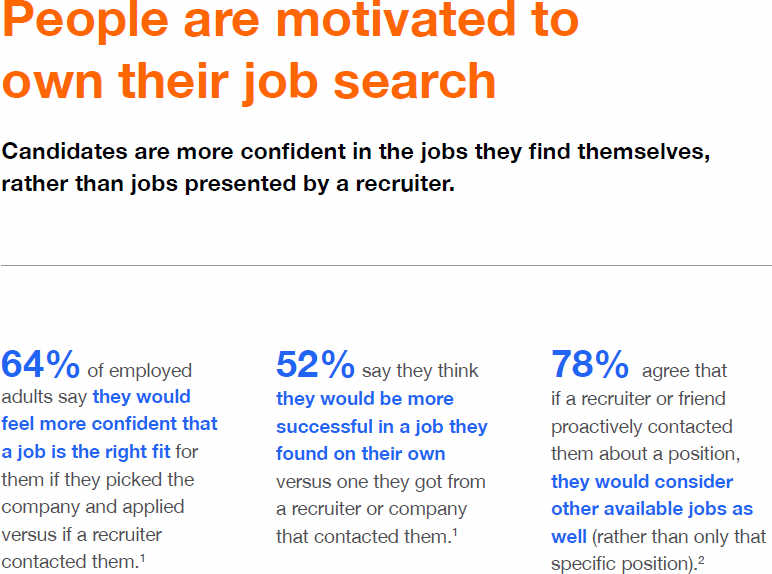 People are motivated to
own their job search
Candidates are more confident in the jobs they find themselves,
rather than jobs presented by a recruiter.
64% of employed
adults say they would
feel more confident that
a job is the right fit for
them if they picked the
company and applied
versus if a recruiter
contacted them.¹
52% say they think
they would be more
successful in a job they
found on their own
versus one they got from
a recruiter or company
that contacted them.¹
78% agree that
if a recruiter or friend
proactively contacted
them about a position,
they would consider
other available jobs as
well (rather than only that
specific position).²